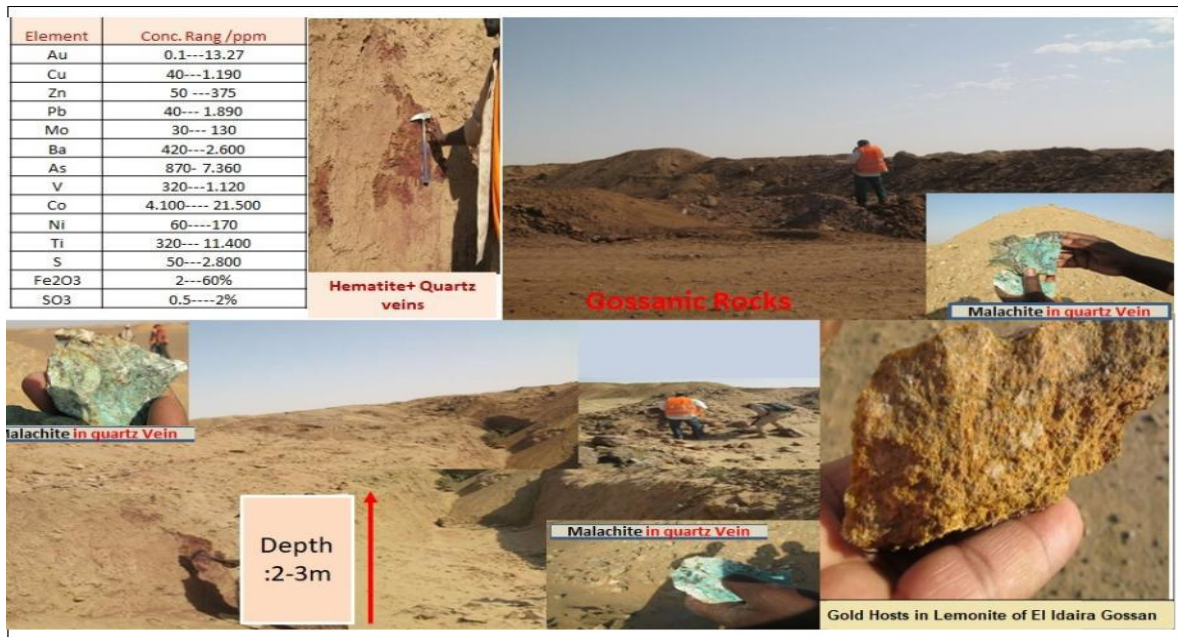 Element Conc. Rang /ppm
Au 0.1---13.27
Cu 40---1.190
Zn 50 ---375
Pb 40--- 1.890
Mo 30--- 130
Ba 420---2.600
As 870- 7.360
V 320---1.120
Co 4.100---- 21.500
Ni 60----170
Ti 320--- 11.400
S 50---2.800
Fe2O3 2---60%
SO3 0.5----2%
Hematite+ Quartz
veins
Gossanic Rocks
Malachite in quartz Vein
Malachite in quartz Vein
Depth
:2-3m
Malachite in quartz Vein
Gold Hosts in Lemonite of El Idaira Gossan